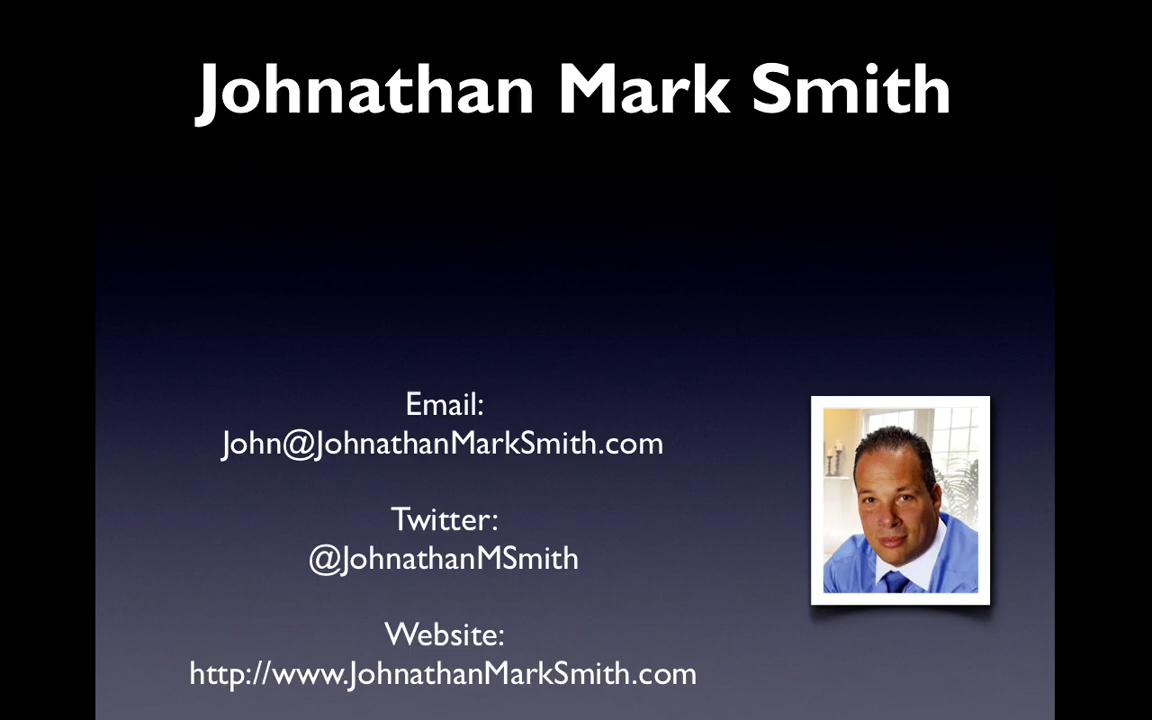 Johnathan Mark Smith
Email:
John@JohnathanMarkSmith.com
Twitter:
@JohnathanMSmith
Website:
http://www.JohnathanMarkSmith.com